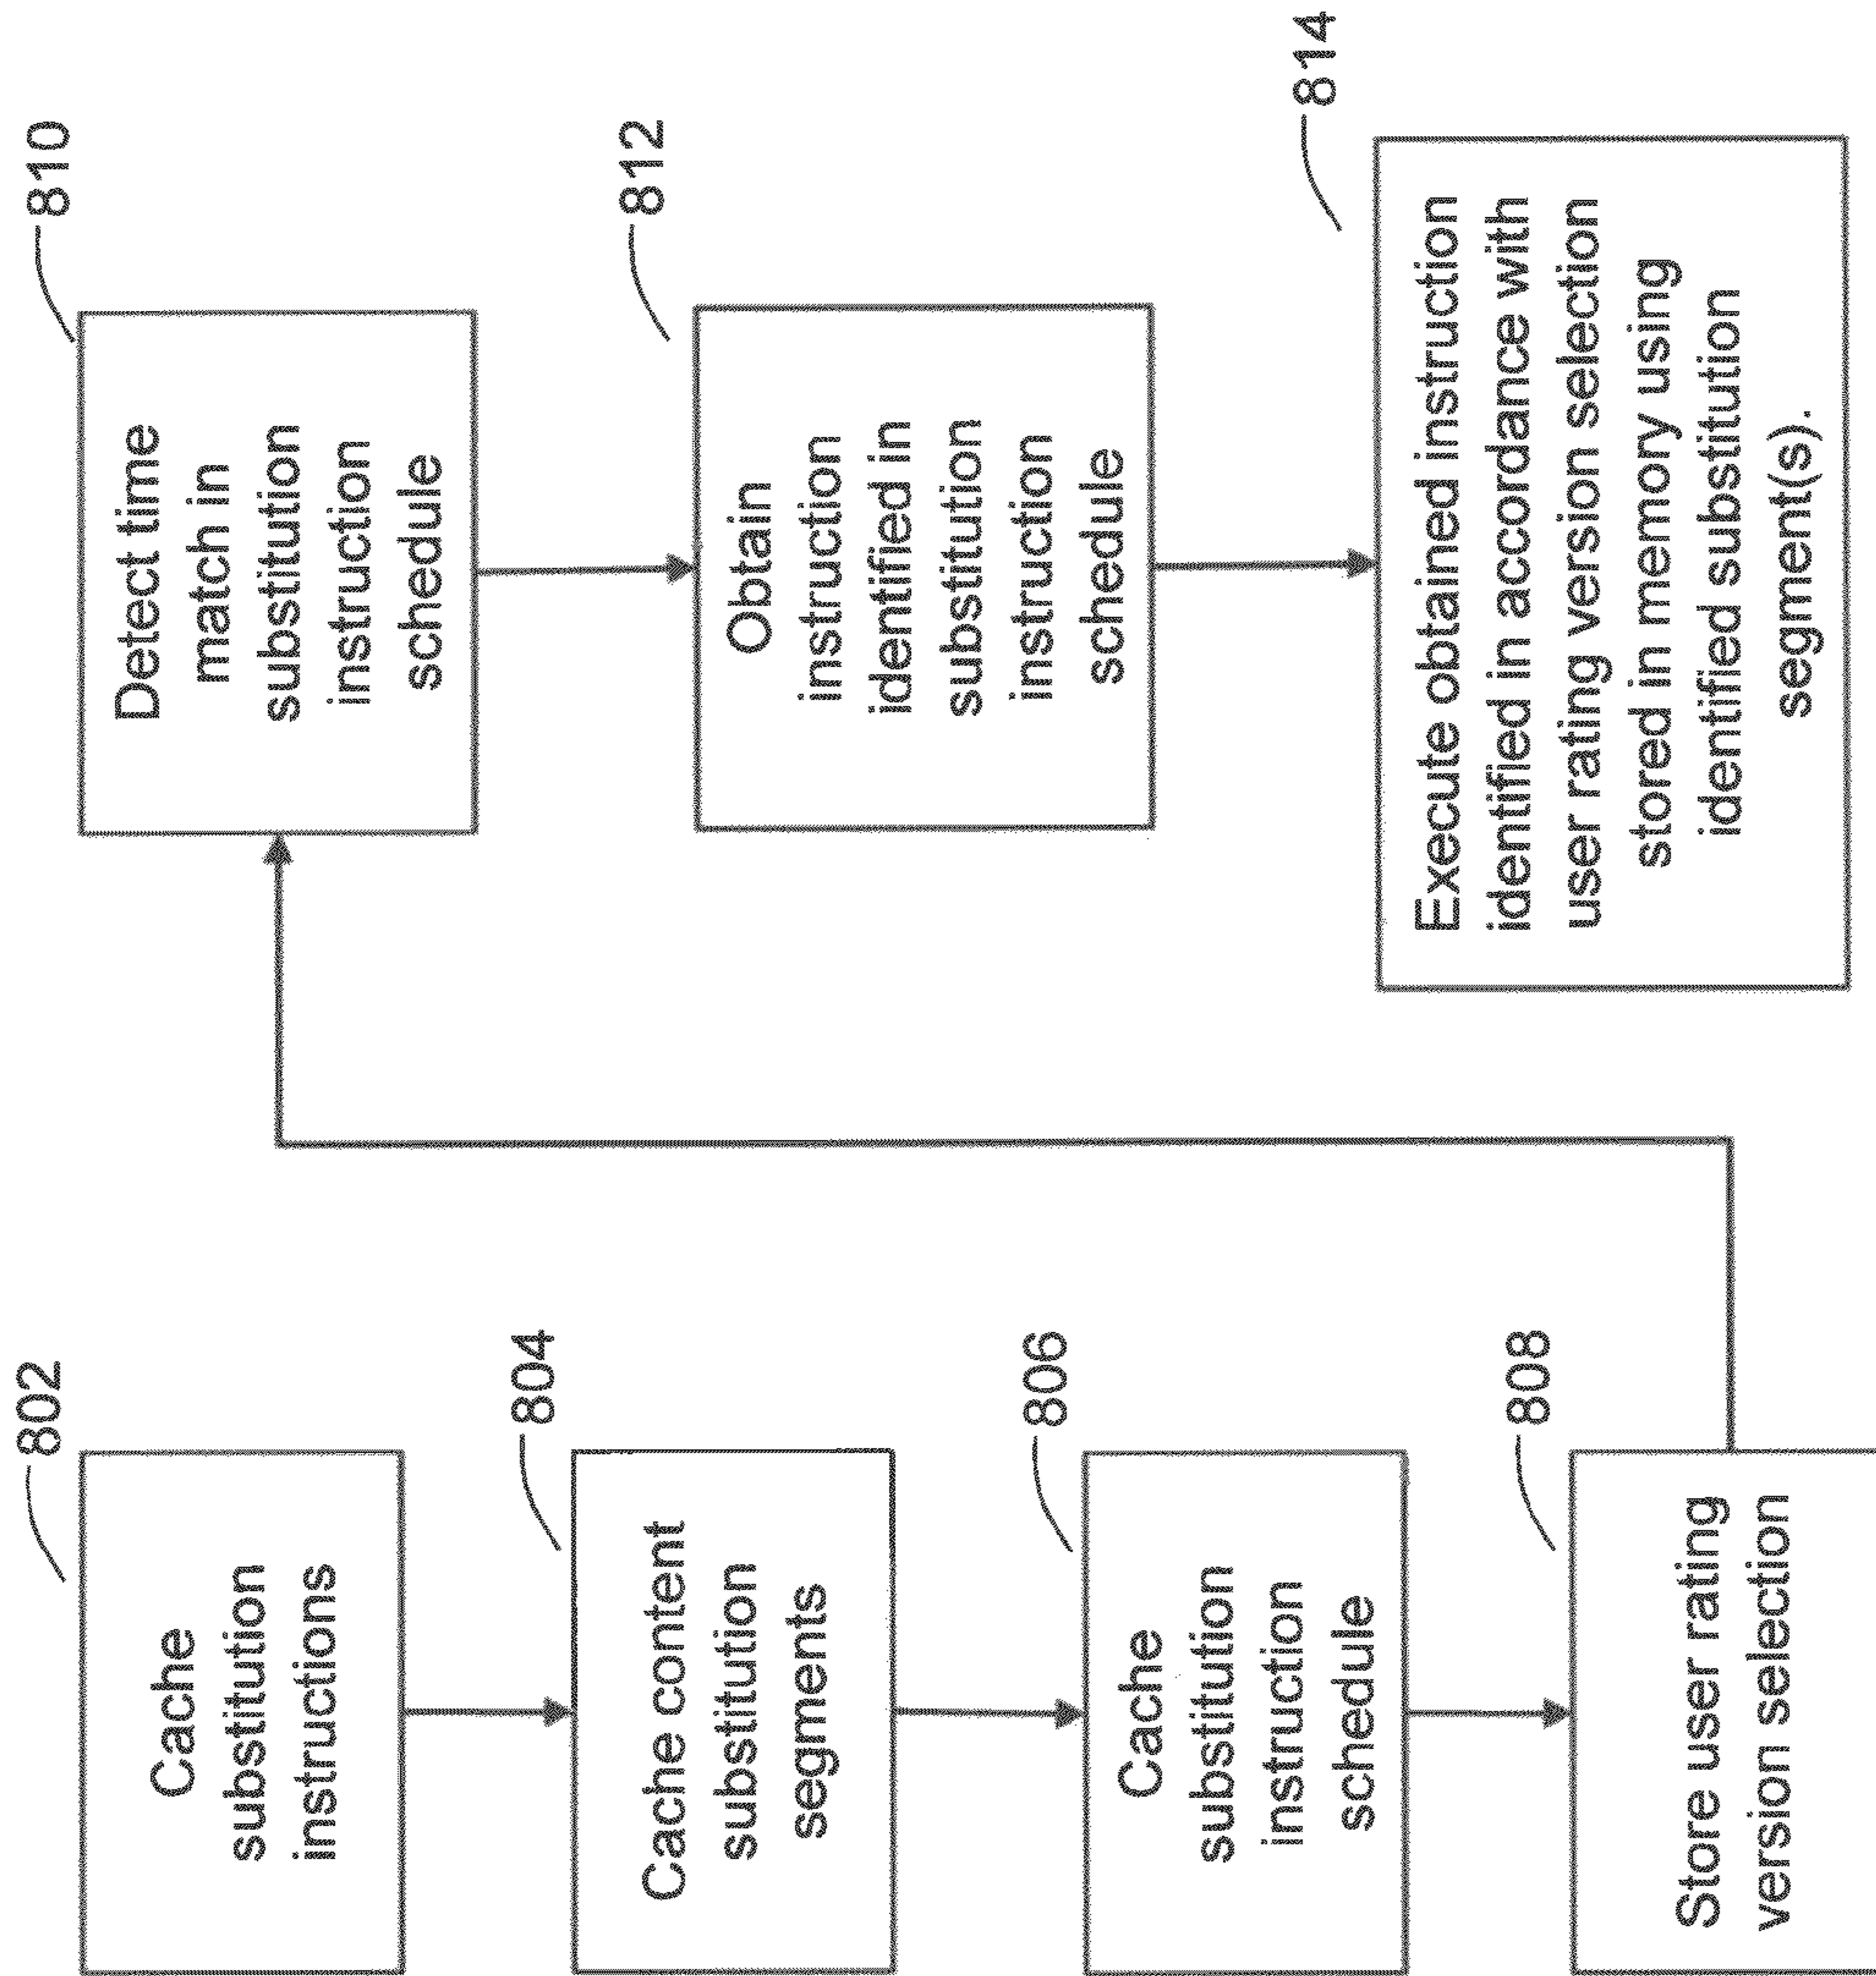 802
Cache
substitution
instructions
804
Cache content
substitution
segments
806
Cache
substitution
instruction
schedule
808
Store user rating
version selection
810
Detect time
match in
substitution
instruction
schedule
812
Obtain
instruction
identified in
substitution
instruction
schedule
814
Execute obtained instruction
identified in accordance with
user rating version selection
stored in memory using
identified substitution
segment(s).